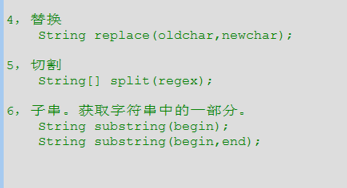 4, 替换
String replace(oldchar,newchar);
5, 切割
String[] split(regex);
6, 子串。获取字符串中的一部分。
String substring(begin);
String substring(begin,end);